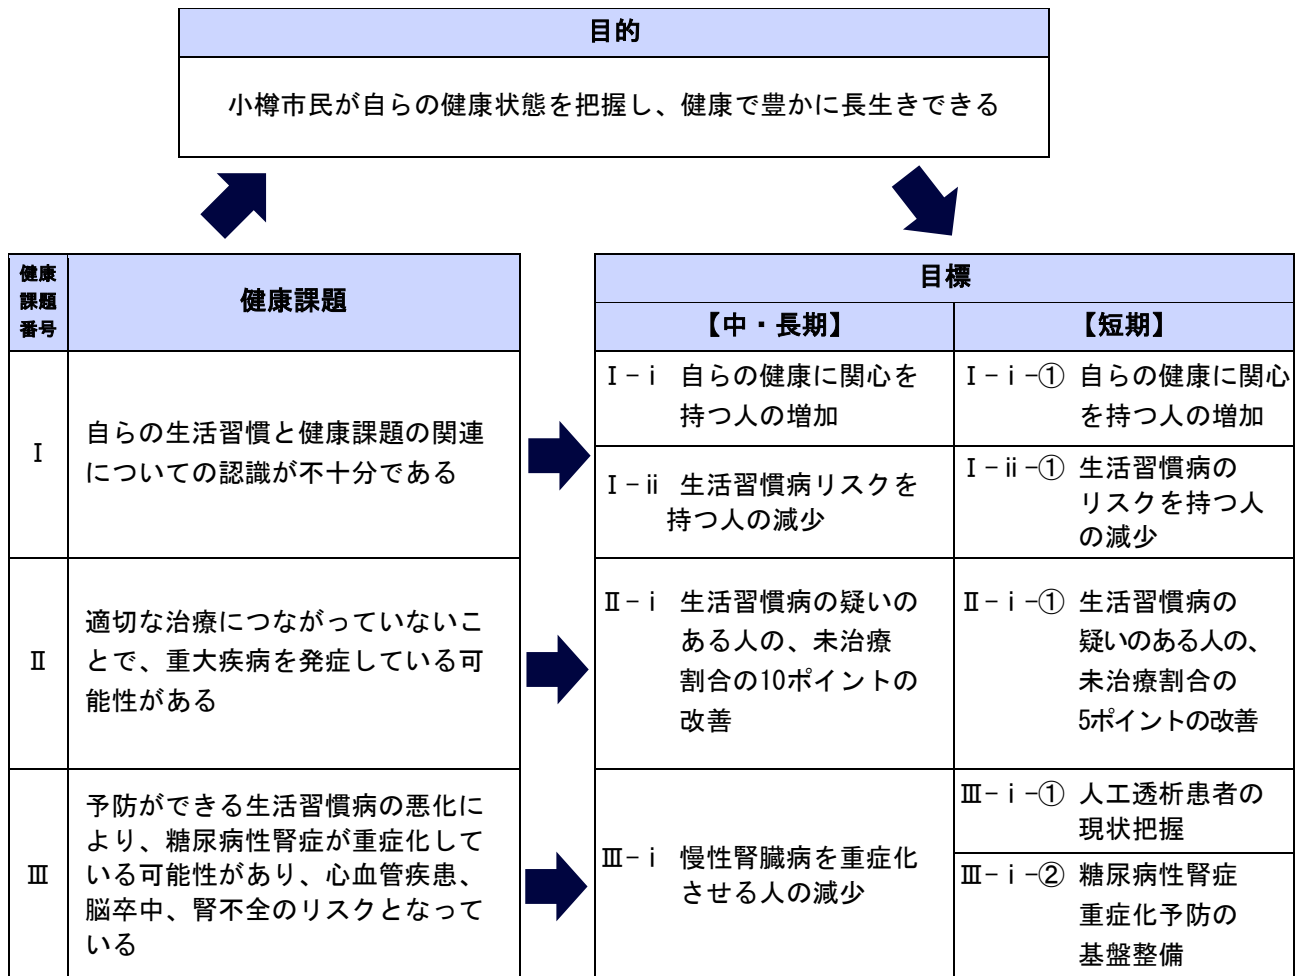 目的
小樽市民が自らの健康状態を把握し、健康で豊かに長生きできる
健康
課題
番号
健康課題
Ⅰ
自らの生活習慣と健康課題の関連
についての認識が不十分である
Ⅱ
適切な治療につながっていないこ
とで、重大疾病を発症している可
能性がある
Ⅲ
予防ができる生活習慣病の悪化に
より、糖尿病性腎症が重症化して
いる可能性があり、心血管疾患、
脳卒中、腎不全のリスクとなって
いる
目標
【中・長期】
【短期】
Ⅰ-ⅰ 自らの健康に関心を
持つ人の増加
Ⅰ-ⅰ-① 自らの健康に関心
を持つ人の増加
Ⅰ-ⅱ 生活習慣病リスクを
持つ人の減少
Ⅰ-ⅱ-① 生活習慣病の
リスクを持つ人
の減少
Ⅱ-ⅰ 生活習慣病の疑いの
ある人の、未治療
割合の10ポイントの
改善
Ⅱ-ⅰ-① 生活習慣病の
疑いのある人の、
未治療割合の
5ポイントの改善
Ⅲ-ⅰ 慢性腎臓病を重症化
させる人の減少
Ⅲ-ⅰ-① 人工透析患者の
現状把握
Ⅲ-ⅰ-② 糖尿病性腎症
重症化予防の
基盤整備